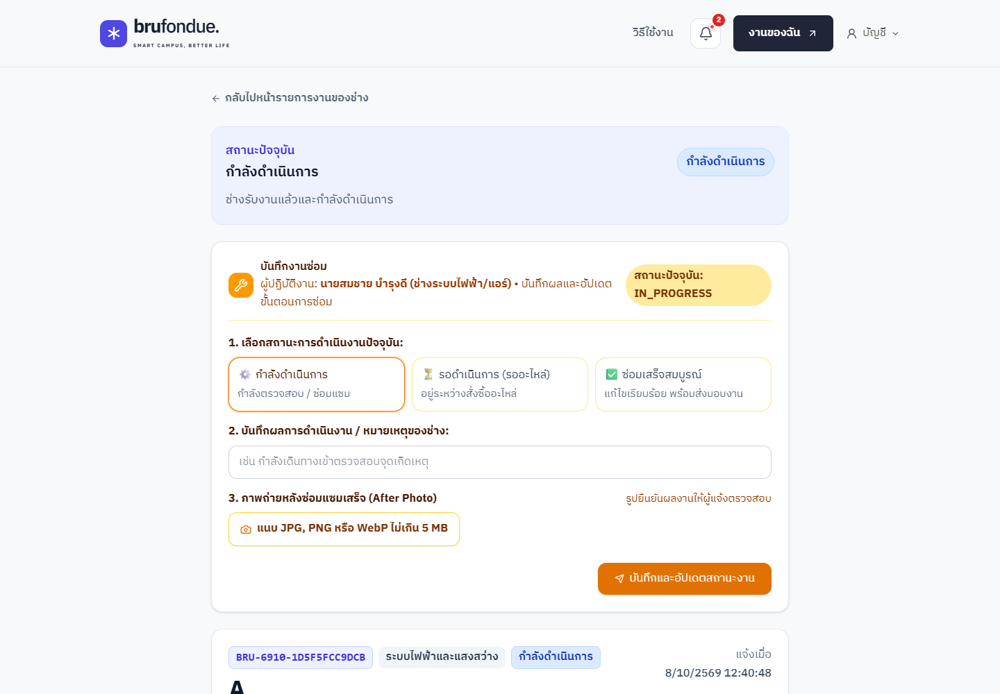 brufondue.
SMART CAMPUS, BETTER LIFE
วิธีใช้งาน
2
งานของฉัน
บัญชี
กลับไปหน้ารายการงานของช่าง
สถานะปัจจุบัน
กำลังดำเนินการ
ช่างรับงานแล้วและกำลังดำเนินการ
กำลังดำเนินการ
บันทึกงานซ่อม
ผู้ปฏิบัติงาน: นายสมชาย บำรุงดี (ช่างระบบไฟฟ้า/แอร์) • บันทึกผลและอัปเดต
ขั้นตอนการซ่อม
สถานะปัจจุบัน:
IN_PROGRESS
1. เลือกสถานะการดำเนินงานปัจจุบัน:
กำลังดำเนินการ
กำลังตรวจสอบ / ซ่อมแซม
รอดำเนินการ (รออะไหล่)
อยู่ระหว่างสั่งซื้ออะไหล่
ซ่อมเสร็จสมบูรณ์
แก้ไขเรียบร้อย พร้อมส่งมอบงาน
2. บันทึกผลการดำเนินงาน / หมายเหตุของช่าง:
เช่น กำลังเดินทางเข้าตรวจสอบจุดเกิดเหตุ
3. ภาพถ่ายหลังซ่อมแซมเสร็จ (After Photo)
รูปยืนยันผลงานให้ผู้แจ้งตรวจสอบ
แนบ JPG, PNG หรือ WebP ไม่เกิน 5 MB
บันทึกและอัปเดตสถานะงาน
BRU-6910-1D5F5FCC9DCB
ระบบไฟฟ้าและแสงสว่าง
กำลังดำเนินการ
แจ้งเมื่อ
8/10/2569 12:40:48
A